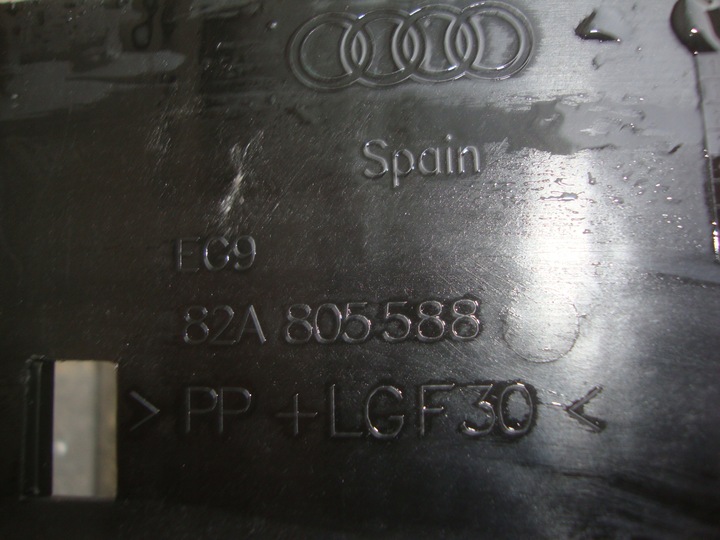 Spain
EG9
82A 805 588
> PP + LGF30 <